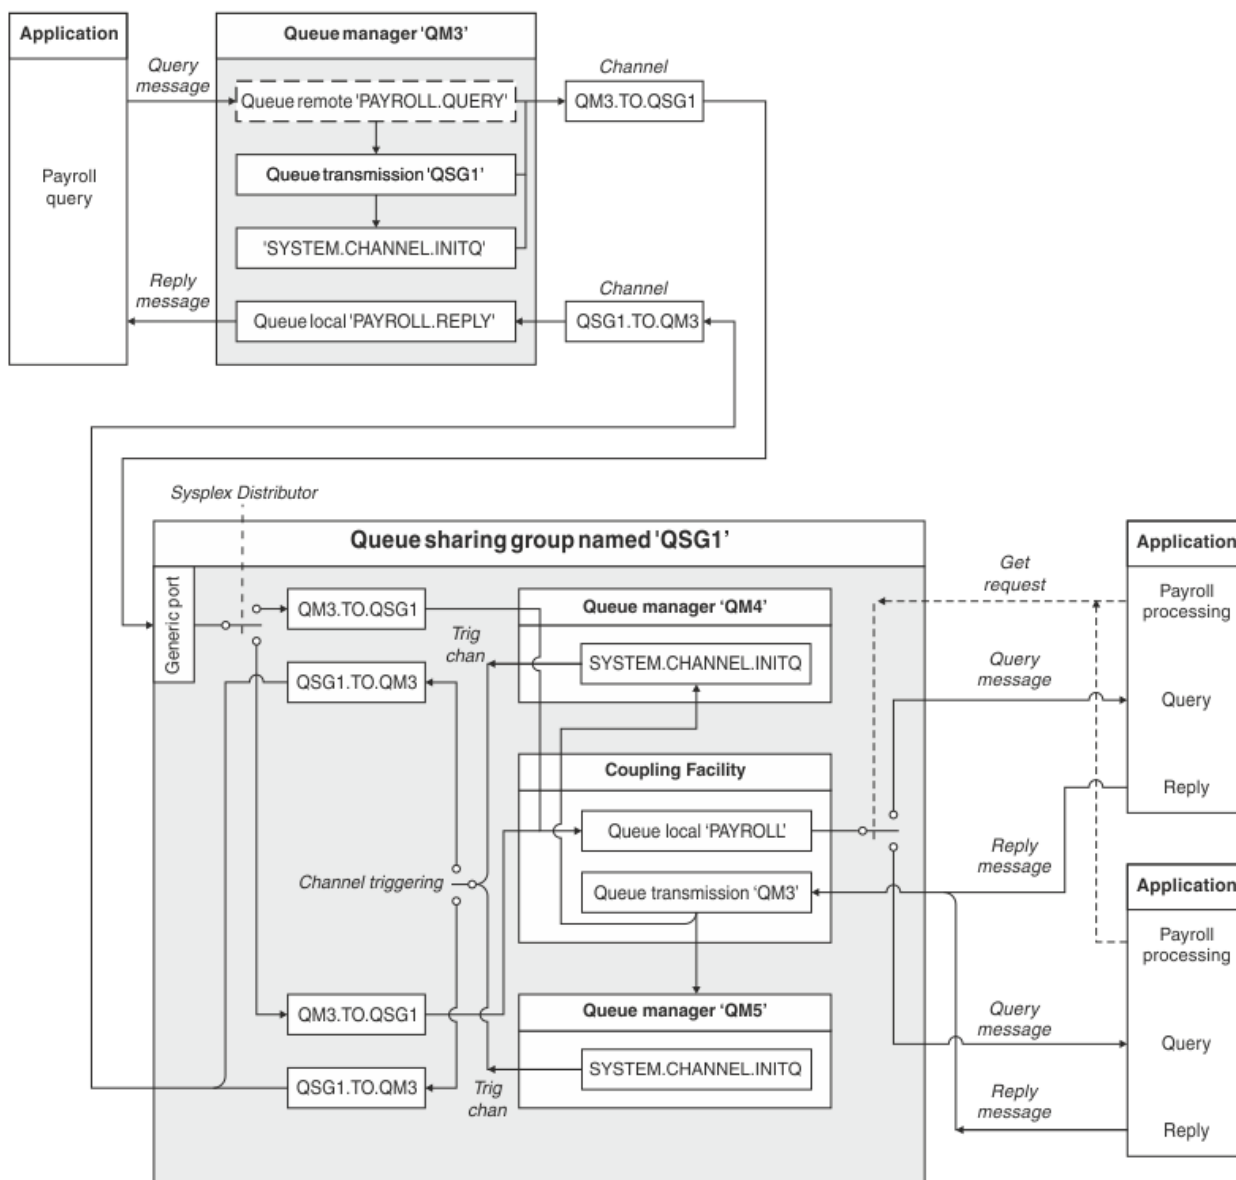 Application
Queue manager 'QM3'
Query
message
Channel
Queue remote 'PAYROLL.QUERY'
QM3.TO.QSG1
Payroll
query
Queue transmission 'QSG1'
'SYSTEM.CHANNEL.INITQ'
Reply
message
Channel
Queue local 'PAYROLL.REPLY'
QSG1.TO.QM3
Sysplex Distributor
Queue sharing group named 'QSG1'
Generic port
QM3.TO.QSG1
QSG1.TO.QM3
Trig
chan
Queue manager 'QM4'
SYSTEM.CHANNEL.INITQ
Get
request
Application
Payroll
processing
Query
message
Query
Reply
Coupling Facility
Queue local 'PAYROLL'
Queue transmission 'QM3'
Channel triggering
Reply
message
Application
Payroll
processing
QM3.TO.QSG1
QSG1.TO.QM3
Trig
chan
Queue manager 'QM5'
SYSTEM.CHANNEL.INITQ
Query
message
Query
Reply
message
Reply